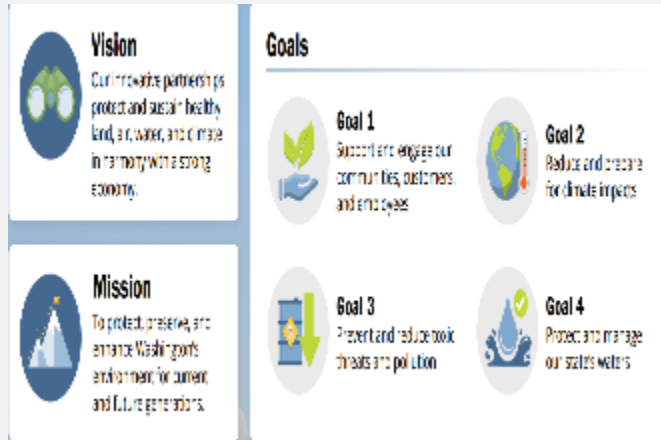 Vision
Our innovative partnerships
protect and sustain healthy
land, air, water, and climate
in harmony with a strong
economy.
Mission
To protect, preserve, and
enhance Washington's
environment for current
and future generations.
Goals
Goal 1
Support and engage our
communities, customers,
and employees
Goal 2
Reduce and prepare
for climate impacts
Goal 3
Prevent and reduce toxic
threats and pollution
Goal 4
Protect and manage
our state's waters